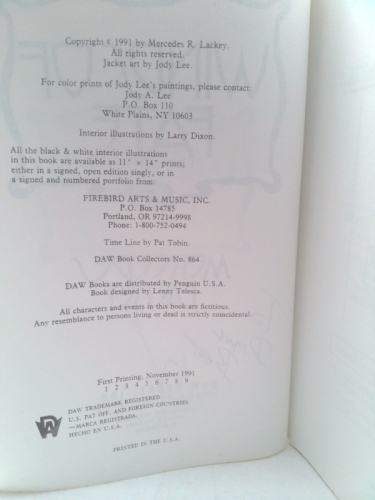 Copyright © 1991 by Mercedes R. Lackey.
All rights reserved.
Jacket art by Jody Lee.
For color prints of Jody Lee's paintings, please contact:
Jody A. Lee
P.O. Box 110
White Plains, NY 10603
Interior illustrations by Larry Dixon.
All the black & white interior illustrations
in this book are available as 11" × 14" prints;
either in a signed, open edition singly, or in
a signed and numbered portfolio from:
FIREBIRD ARTS & MUSIC, INC.
P.O. Box 14785
Portland, OR 97214-9998
Phone: 1-800-752-0494
Time Line by Pat Tobin.
DAW Book Collectors No. 864
DAW Books are distributed by Penguin U.S.A.
Book designed by Lenny Telesca.
All characters and events in this book are fictitious.
Any resemblance to persons living or dead is strictly coincidental.
First Printing, November 1991
1 2 3 4 5 6 7 8 9
DAW TRADEMARK REGISTERED
U.S. PAT. OFF. AND FOREIGN COUNTRIES
—MARCA REGISTRADA.
HECHO EN U.S.A.
PRINTED IN THE U.S.A.